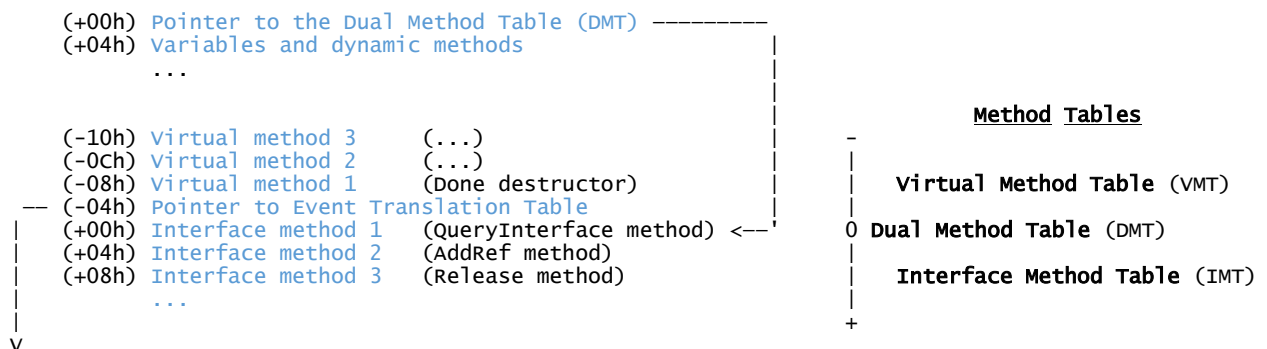 (+00h) Pointer to the Dual Method Table (DMT) ---------
(+04h) Variables and dynamic methods |
... |
|
| Method Tables
(-10h) Virtual method 3 (...) | -
(-0Ch) Virtual method 2 (...) | |
(-08h) Virtual method 1 (Done destructor) | | Virtual Method Table (VMT)
-- (-04h) Pointer to Event Translation Table | |
| (+00h) Interface method 1 (QueryInterface method) <--' 0 Dual Method Table (DMT)
| (+04h) Interface method 2 (AddRef method) |
| (+08h) Interface method 3 (Release method) | Interface Method Table (IMT)
| ... |
| +
V